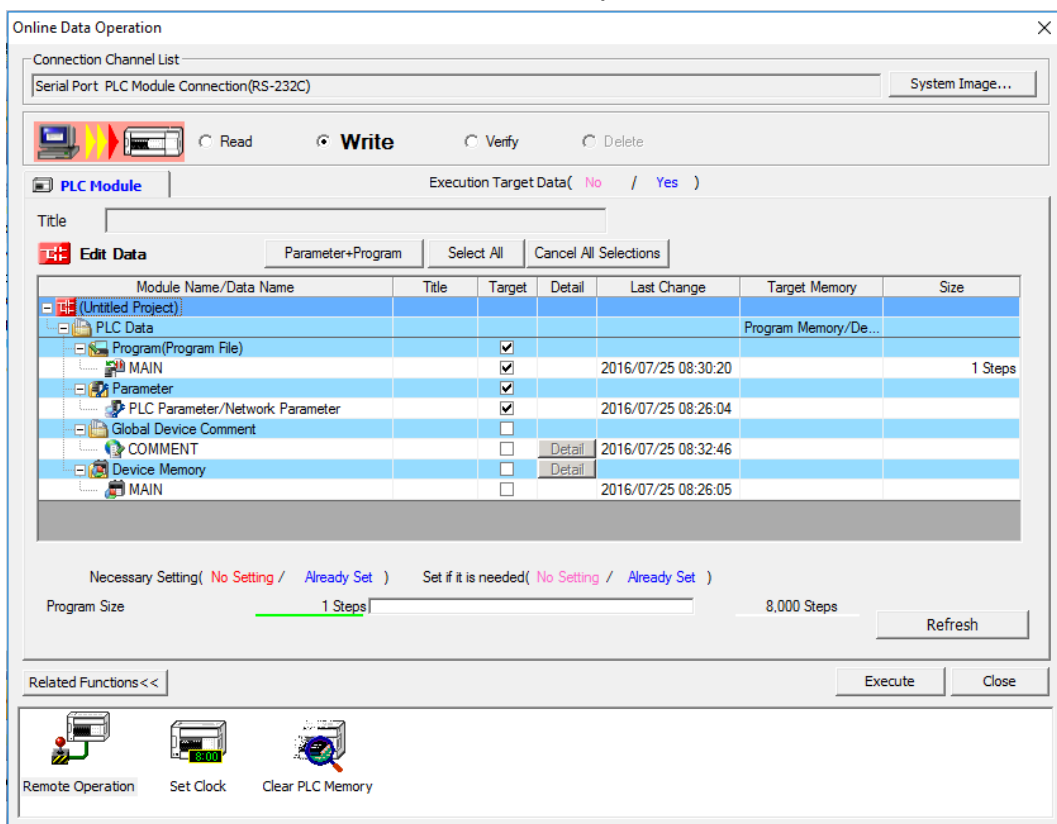 Online Data Operation
Connection Channel List
Serial Port PLC Module Connection(RS-232C)
System Image...
Read
Write
Verify
Delete
PLC Module
Execution Target Data( No / Yes )
Title
Edit Data
Parameter+Program
Select All
Cancel All Selections
Module Name/Data Name Title Target Detail Last Change Target Memory Size
(Untitled Project)
PLC Data Program Memory/De...
Program(Program File)
MAIN 2016/07/25 08:30:20 1 Steps
Parameter
PLC Parameter/Network Parameter 2016/07/25 08:26:04
Global Device Comment
COMMENT Detail 2016/07/25 08:32:46
Device Memory Detail
MAIN 2016/07/25 08:26:05
Necessary Setting( No Setting / Already Set ) Set if it is needed( No Setting / Already Set )
Program Size 1 Steps 8,000 Steps
Refresh
Related Functions<<
Execute
Close
8:00
Remote Operation
Set Clock
Clear PLC Memory